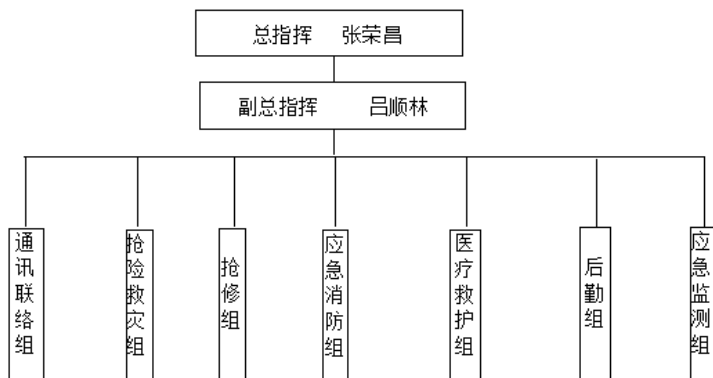 总指挥 张荣昌
副总指挥 吕顺林
通讯联络组
抢险救灾组
抢修组
应急消防组
医疗救护组
后勤组
应急监测组